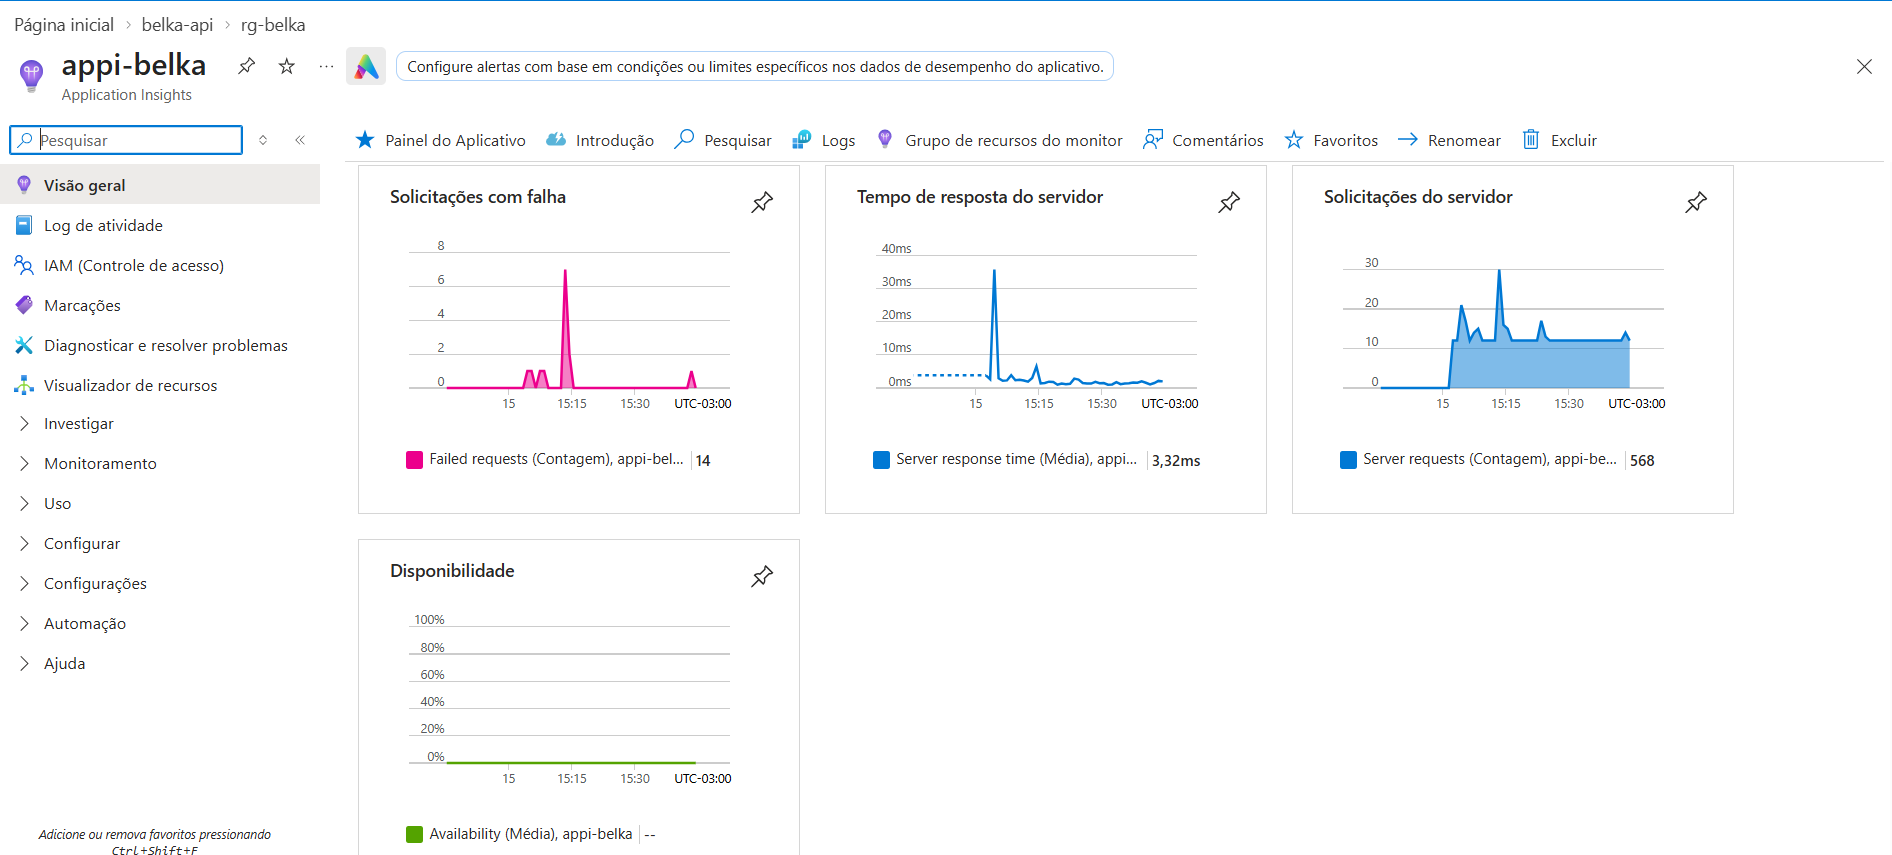 Página inicial > belka-api > rg-belka
appi-belka
Application Insights
Configure alertas com base em condições ou limites específicos nos dados de desempenho do aplicativo.
Pesquisar
Painel do Aplicativo Introdução Pesquisar Logs Grupo de recursos do monitor Comentários Favoritos Renomear Excluir
Visão geral
Log de atividade
IAM (Controle de acesso)
Marcações
Diagnosticar e resolver problemas
Visualizador de recursos
Investigar
Monitoramento
Uso
Configurar
Configurações
Automação
Ajuda
Adicione ou remova favoritos pressionando
Ctrl+Shift+F
Solicitações com falha
8
6
4
2
0
15 15:15 15:30 UTC-03:00
Failed requests (Contagem), appi-bel... 14
Tempo de resposta do servidor
40ms
30ms
20ms
10ms
0ms
15 15:15 15:30 UTC-03:00
Server response time (Média), appi... 3,32ms
Solicitações do servidor
30
20
10
0
15 15:15 15:30 UTC-03:00
Server requests (Contagem), appi-be... 568
Disponibilidade
100%
80%
60%
40%
20%
0%
15 15:15 15:30 UTC-03:00
Availability (Média), appi-belka --